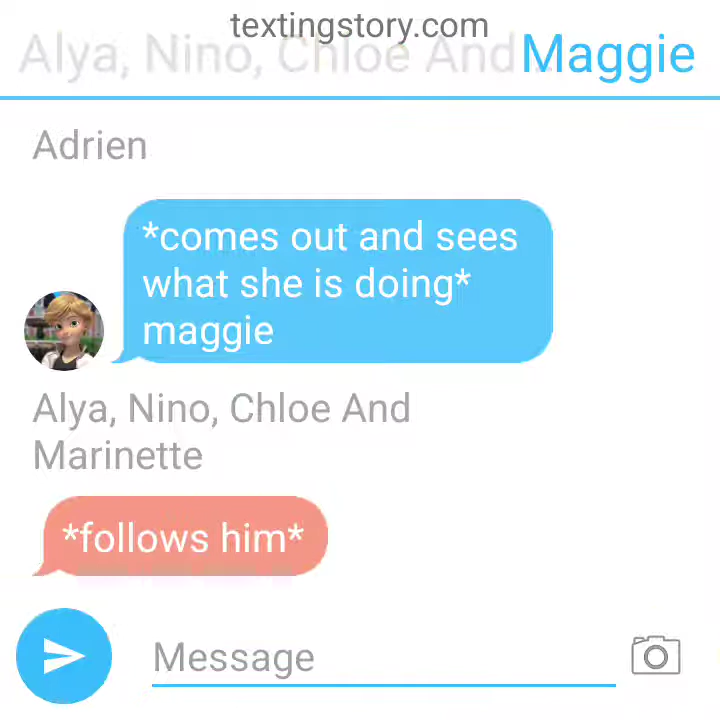 textingstory.com
Alya, Nino, Chloe And Maggie
Adrien
*comes out and sees
what she is doing*
maggie
Alya, Nino, Chloe And
Marinette
*follows him*
Message